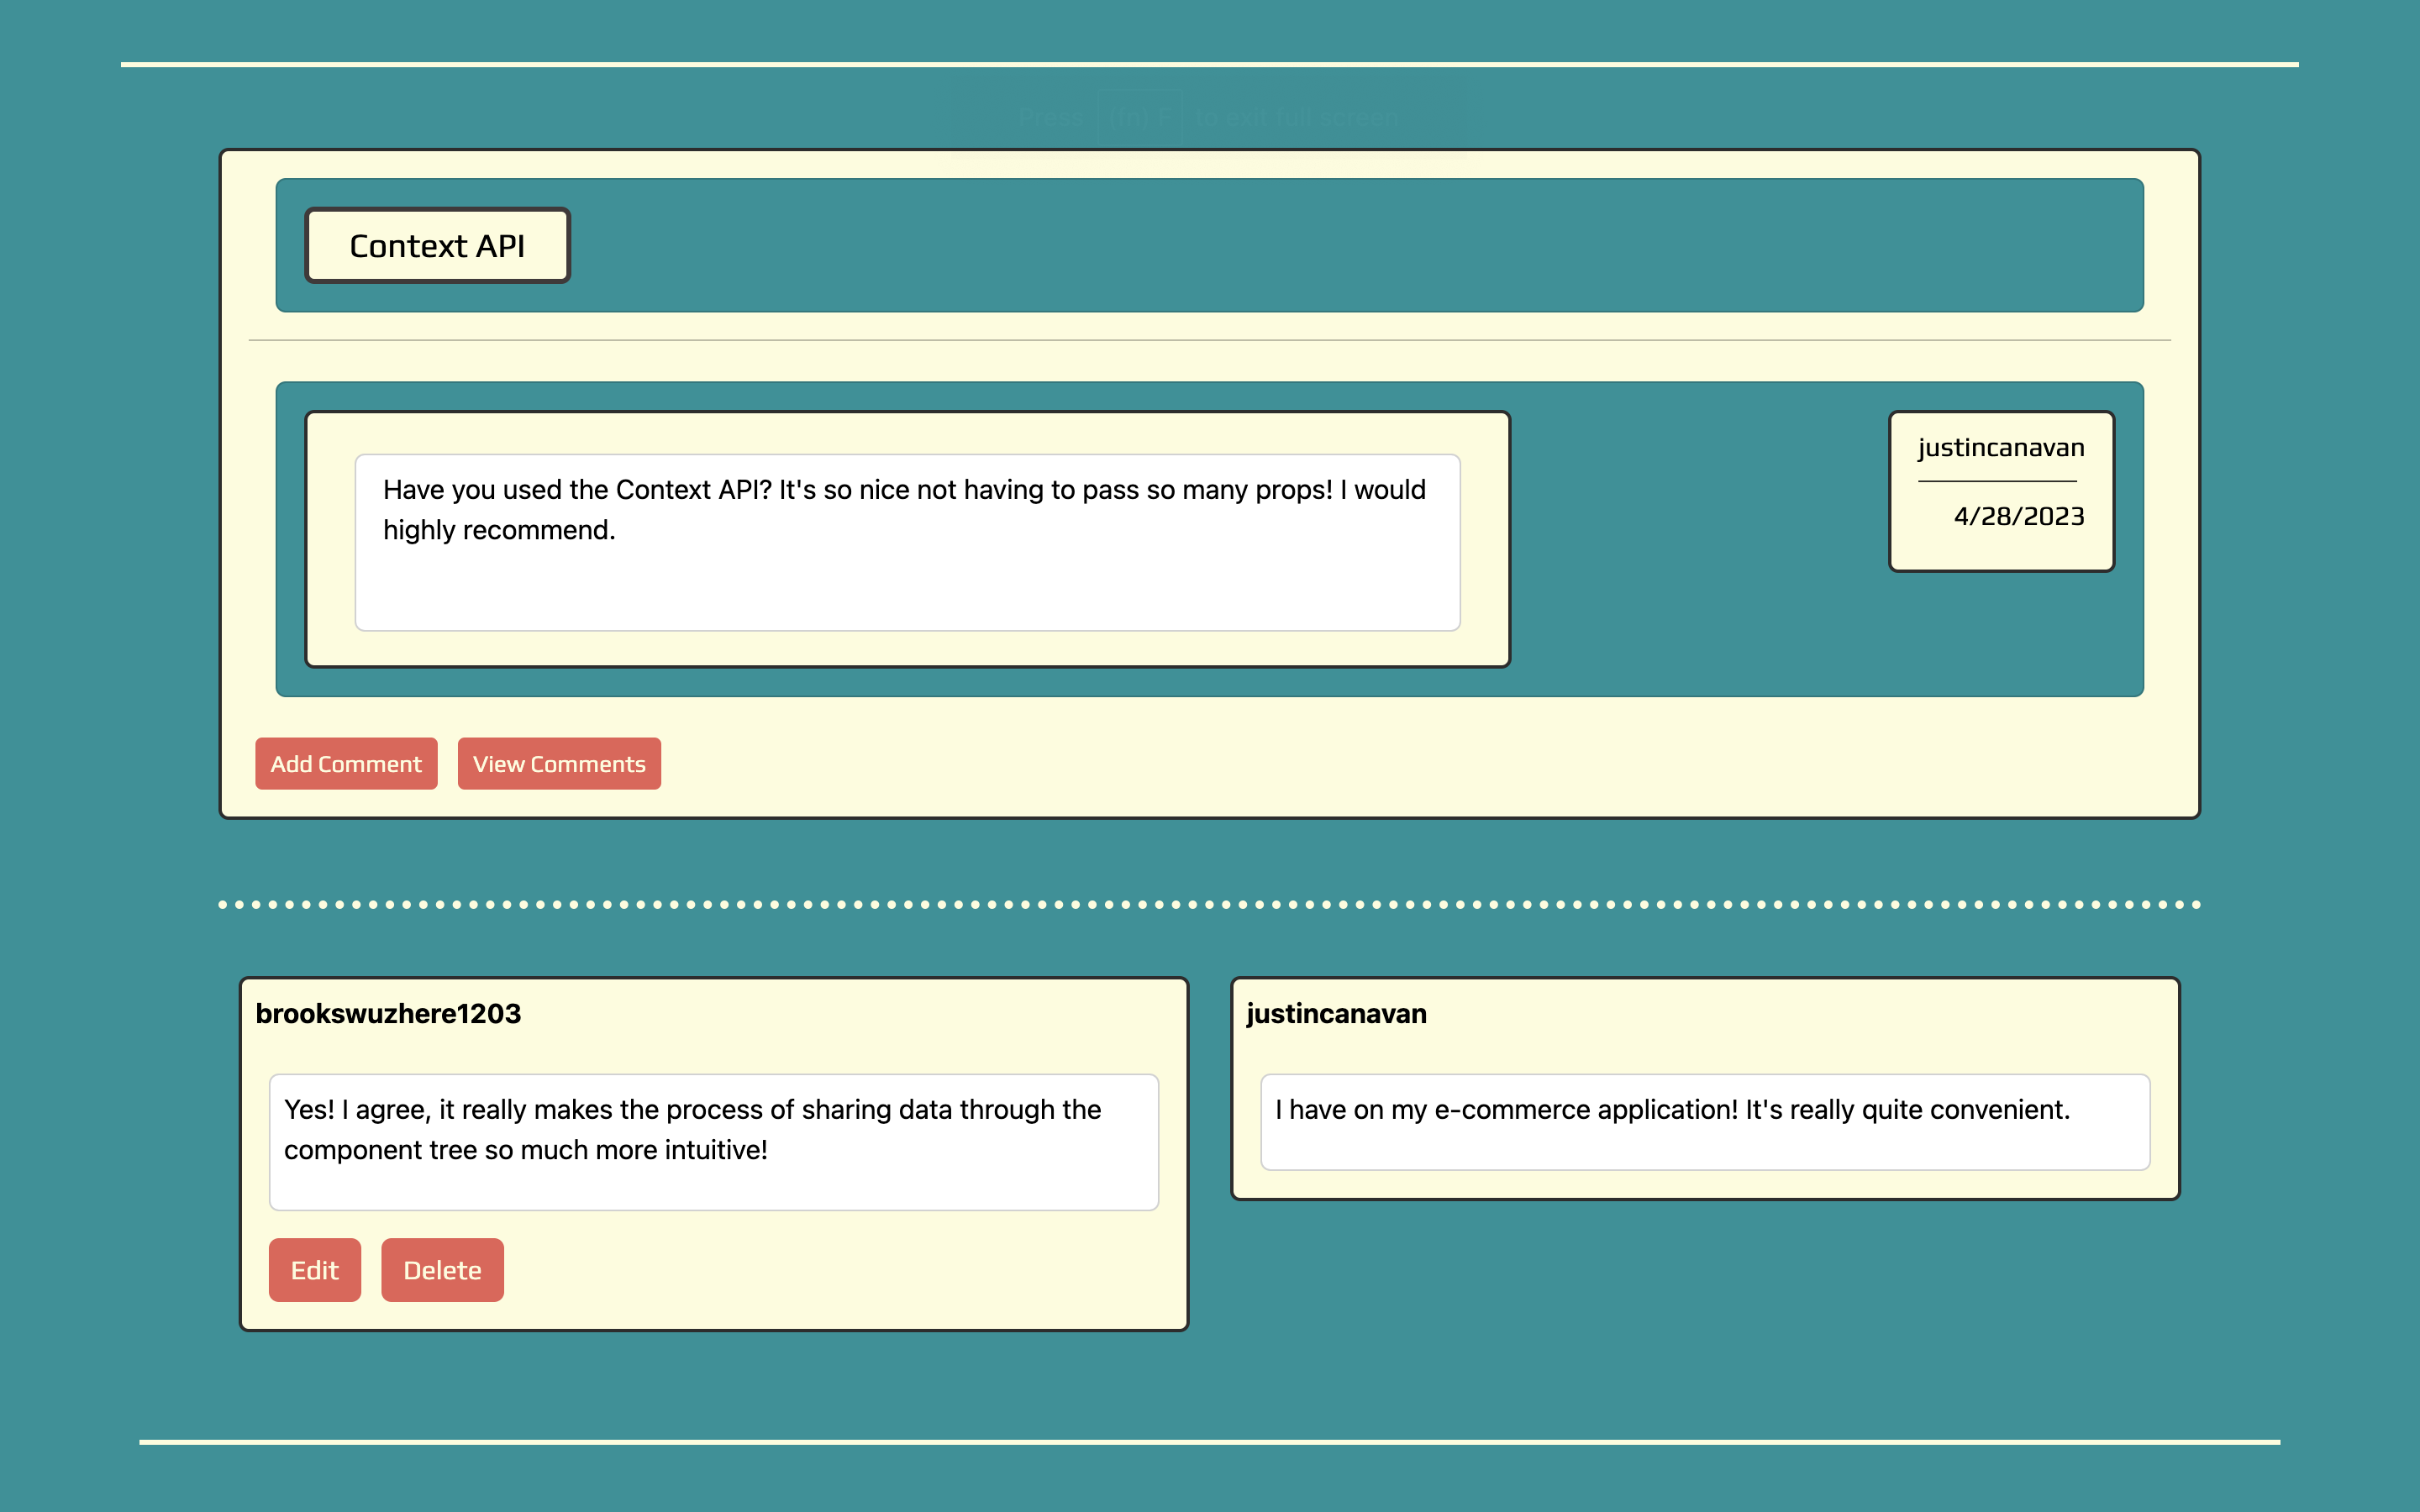 Press (fn) F to exit full screen
Context API
Have you used the Context API? It's so nice not having to pass so many props! I would
highly recommend.
justincanavan
4/28/2023
Add Comment
View Comments
brookswuzhere1203
Yes! I agree, it really makes the process of sharing data through the
component tree so much more intuitive!
Edit
Delete
justincanavan
I have on my e-commerce application! It's really quite convenient.